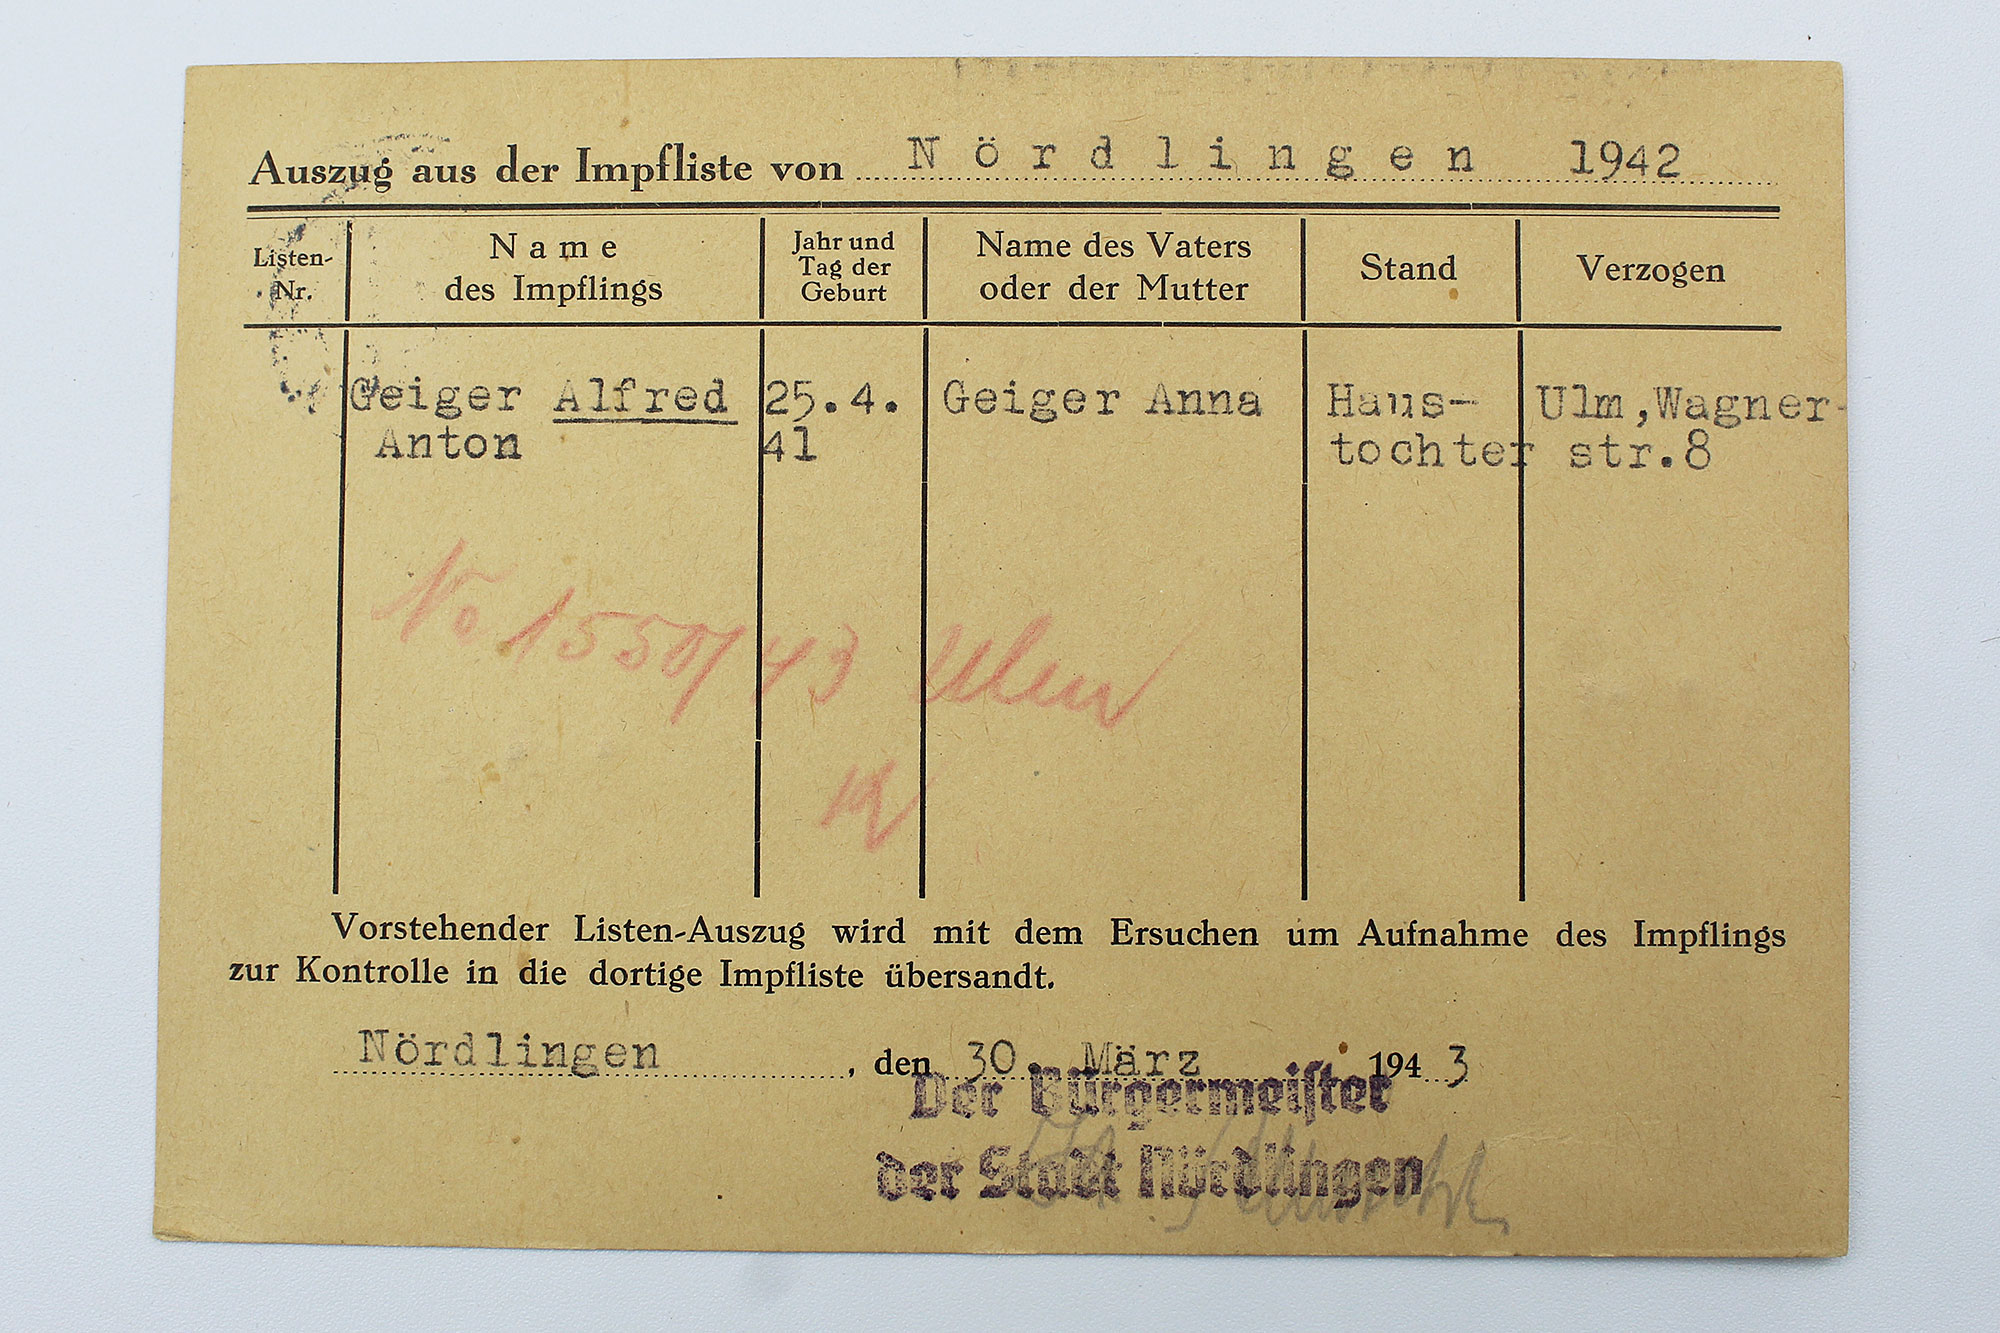 Auszug aus der Impfliste von Nördlingen 1942
Listen-Nr.
Name des Impflings
Jahr und Tag der Geburt
Name des Vaters oder der Mutter
Stand
Verzogen
Geiger Alfred 25.4. Geiger Anna Haus- Ulm,Wagner-
Anton 41 tochter str.8
No 1550/43 Ulm
Vorstehender Listen-Auszug wird mit dem Ersuchen um Aufnahme des Impflings
zur Kontrolle in die dortige Impfliste übersandt.
Nördlingen, den 30. März 1943
Der Bürgermeister
der Stadt Nördlingen